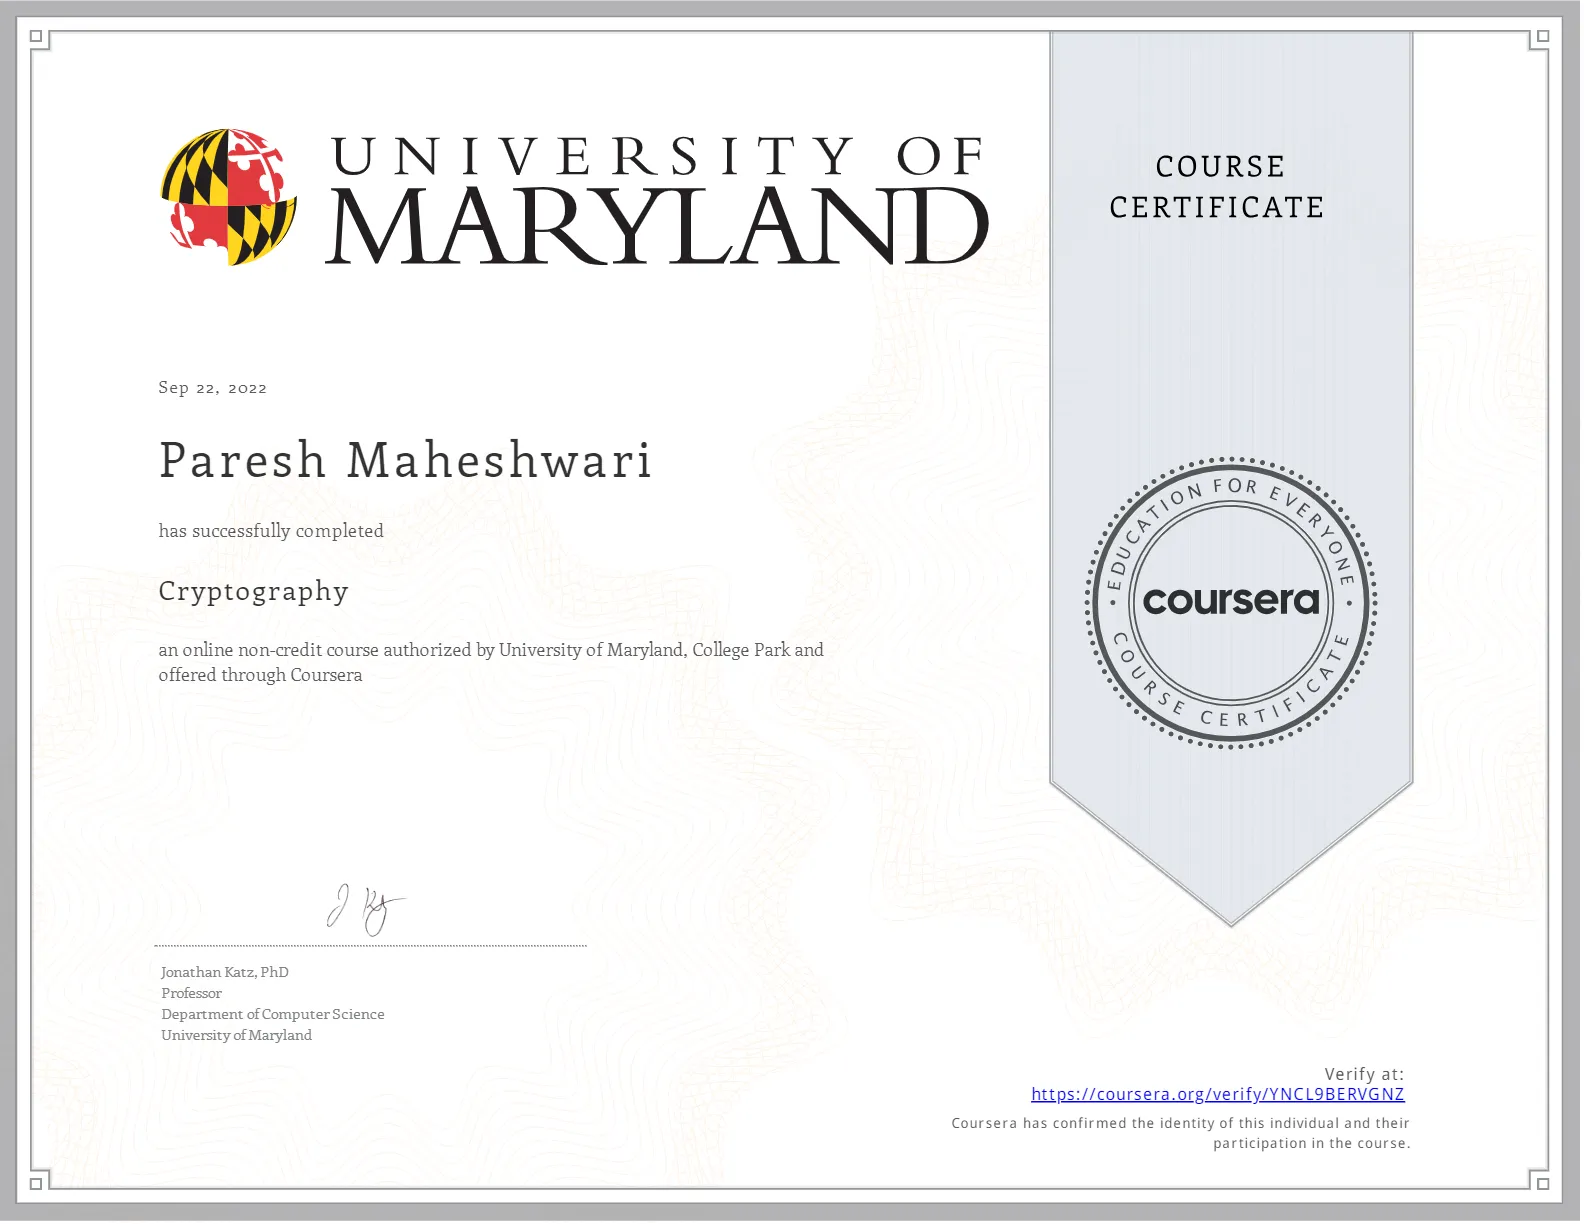 UNIVERSITY OF
MARYLAND
COURSE
CERTIFICATE
Sep 22, 2022
Paresh Maheshwari
has successfully completed
Cryptography
an online non-credit course authorized by University of Maryland, College Park and
offered through Coursera
EDUCATION FOR EVERYONE
coursera
COURSE CERTIFICATE
J Katz
Jonathan Katz, PhD
Professor
Department of Computer Science
University of Maryland
Verify at:
https://coursera.org/verify/YNCL9BERVGNZ
Coursera has confirmed the identity of this individual and their
participation in the course.